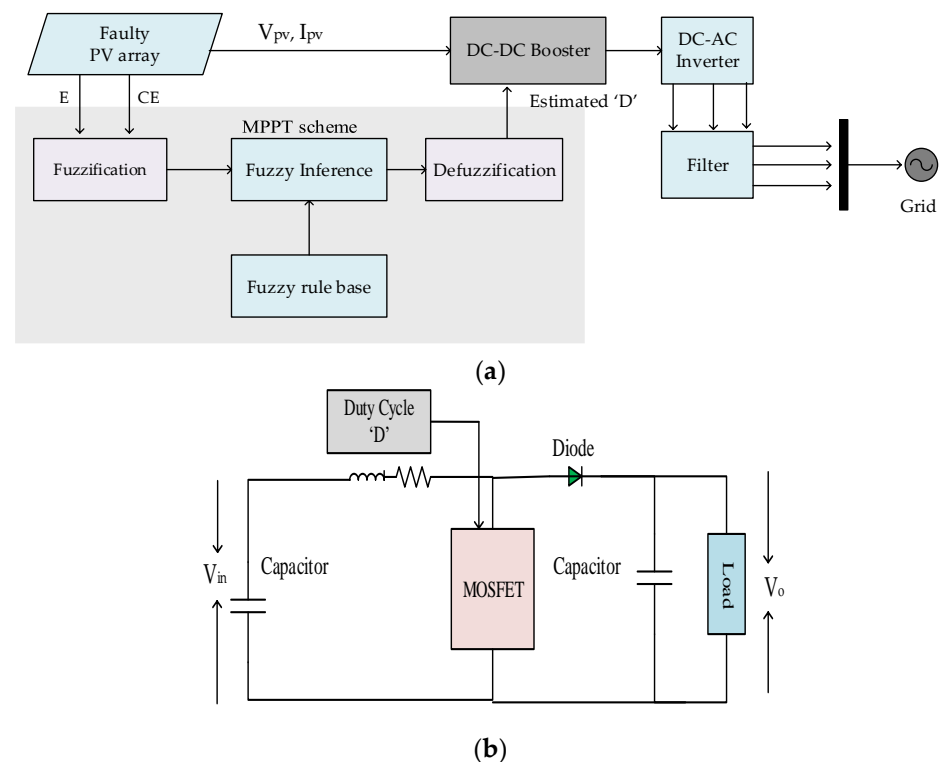 Faulty
PV array
Vpv, Ipv
DC-DC Booster
DC-AC
Inverter
E
CE
Estimated ‘D’
MPPT scheme
Fuzzification
Fuzzy Inference
Defuzzification
Filter
Grid
Fuzzy rule base
(a)
Duty Cycle
‘D’
Diode
Vin
Capacitor
MOSFET
Capacitor
Load
Vo
(b)